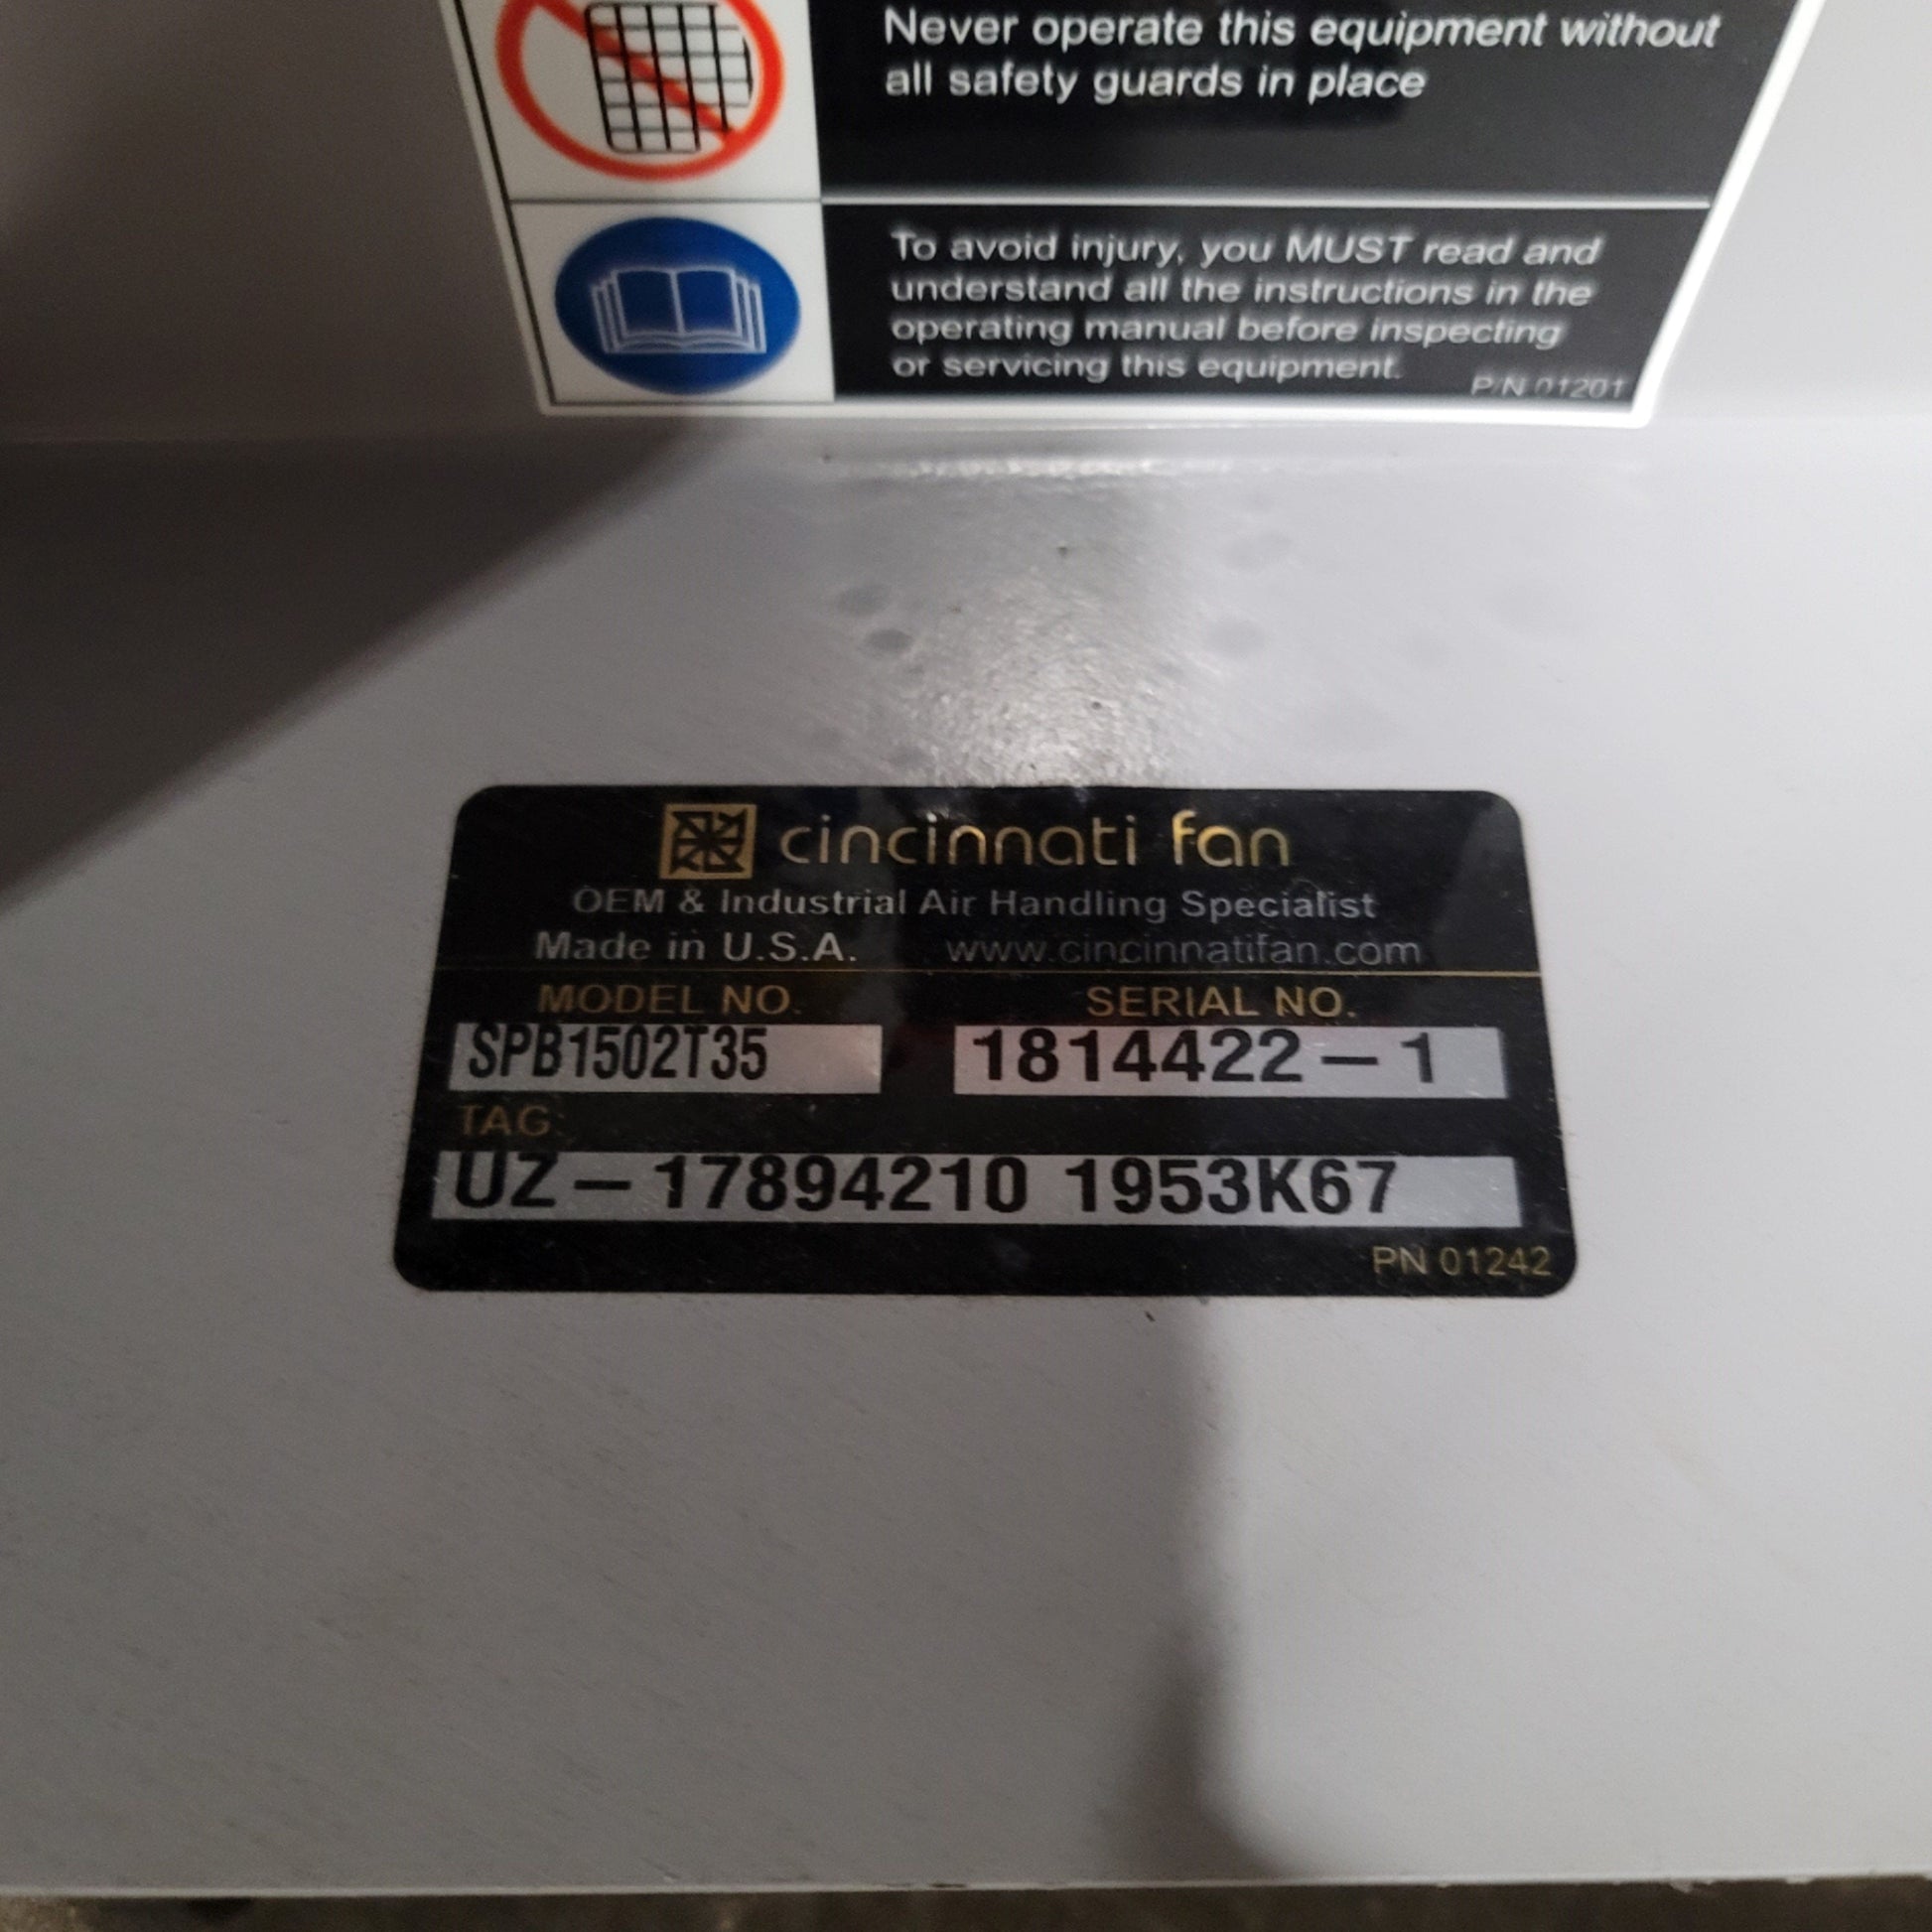 Never operate this equipment without
all safety guards in place
To avoid injury, you MUST read and
understand all the instructions in the
operating manual before inspecting
or servicing this equipment.
P/N 01201
cincinnati fan
OEM & Industrial Air Handling Specialist
Made in U.S.A. www.cincinnatifan.com
MODEL NO. SERIAL NO.
SPB1502T35 1814422-1
TAG
UZ-17894210 1953K67
PN 01242